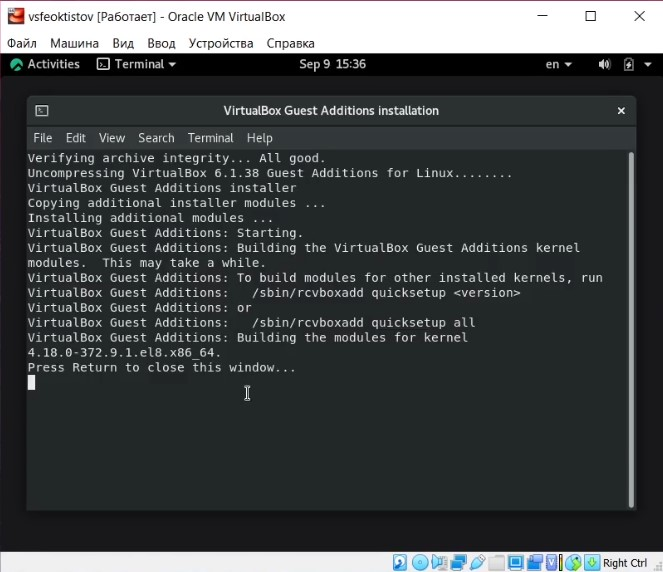 vsfeoktistov [Работает] - Oracle VM VirtualBox
Файл Машина Вид Ввод Устройства Справка
Activities Terminal Sep 9 15:36 en
VirtualBox Guest Additions installation
File Edit View Search Terminal Help
Verifying archive integrity... All good.
Uncompressing VirtualBox 6.1.38 Guest Additions for Linux........
VirtualBox Guest Additions installer
Copying additional installer modules ...
Installing additional modules ...
VirtualBox Guest Additions: Starting.
VirtualBox Guest Additions: Building the VirtualBox Guest Additions kernel
modules.  This may take a while.
VirtualBox Guest Additions: To build modules for other installed kernels, run
VirtualBox Guest Additions:   /sbin/rcvboxadd quicksetup <version>
VirtualBox Guest Additions: or
VirtualBox Guest Additions:   /sbin/rcvboxadd quicksetup all
VirtualBox Guest Additions: Building the modules for kernel
4.18.0-372.9.1.el8.x86_64.
Press Return to close this window...
Right Ctrl